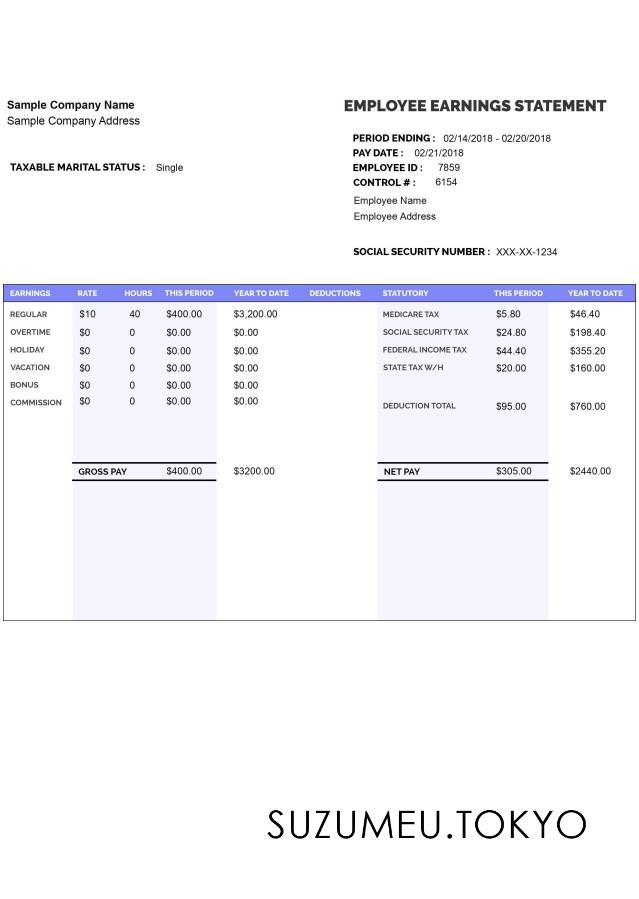 Sample Company Name
Sample Company Address
EMPLOYEE EARNINGS STATEMENT
PERIOD ENDING : 02/14/2018 - 02/20/2018
PAY DATE : 02/21/2018
TAXABLE MARITAL STATUS : Single
EMPLOYEE ID : 7859
CONTROL # : 6154
Employee Name
Employee Address
SOCIAL SECURITY NUMBER : XXX-XX-1234
EARNINGS RATE HOURS THIS PERIOD YEAR TO DATE DEDUCTIONS STATUTORY THIS PERIOD YEAR TO DATE
REGULAR $10 40 $400.00 $3,200.00 MEDICARE TAX $5.80 $46.40
OVERTIME $0 0 $0.00 $0.00 SOCIAL SECURITY TAX $24.80 $198.40
HOLIDAY $0 0 $0.00 $0.00 FEDERAL INCOME TAX $44.40 $355.20
VACATION $0 0 $0.00 $0.00 STATE TAX W/H $20.00 $160.00
BONUS $0 0 $0.00 $0.00
COMMISSION $0 0 $0.00 $0.00 DEDUCTION TOTAL $95.00 $760.00
GROSS PAY $400.00 $3200.00 NET PAY $305.00 $2440.00
SUZUMEU.TOKYO